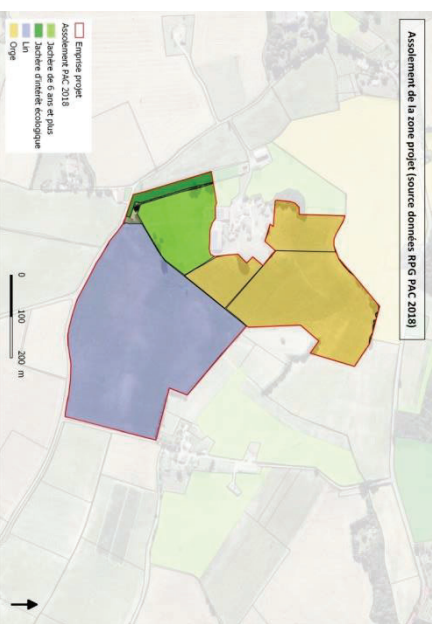 Assolement de la zone projet (source données RPG PAC 2018)
Emprise projet
Assolement PAC 2018
Jachère de 6 ans et plus
Jachère d'intérêt écologique
Lin
Orge
0 100 200 m